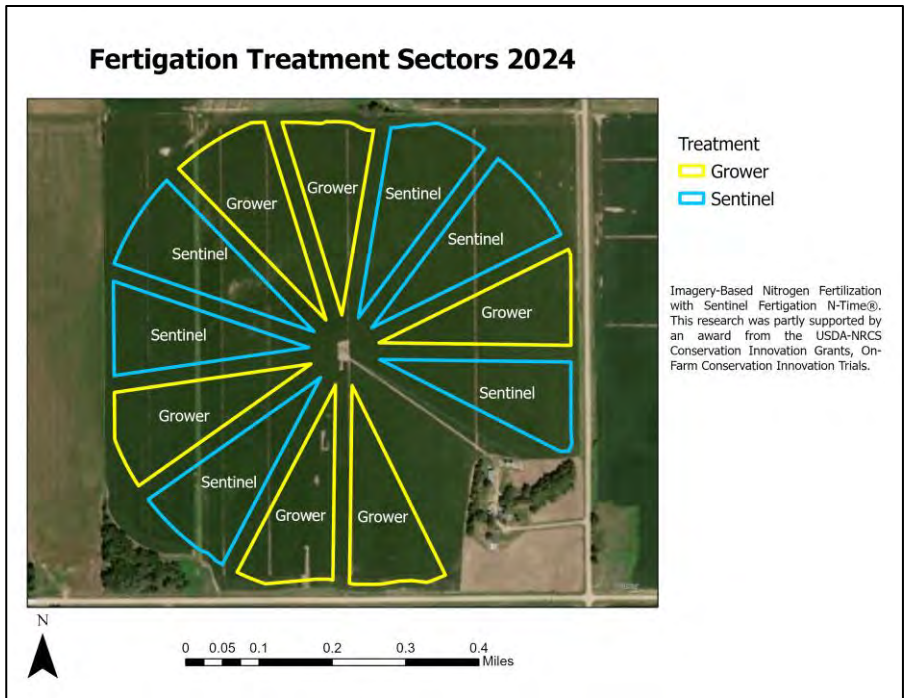 Fertigation Treatment Sectors 2024
Grower
Grower
Sentinel
Sentinel
Sentinel
Grower
Sentinel
Sentinel
Grower
Sentinel
Grower
Grower
Treatment
Grower
Sentinel
Imagery-Based Nitrogen Fertilization
with Sentinel Fertigation N-Time®.
This research was partly supported by
an award from the USDA-NRCS
Conservation Innovation Grants, On-
Farm Conservation Innovation Trials.
N
0 0.05 0.1 0.2 0.3 0.4
Miles